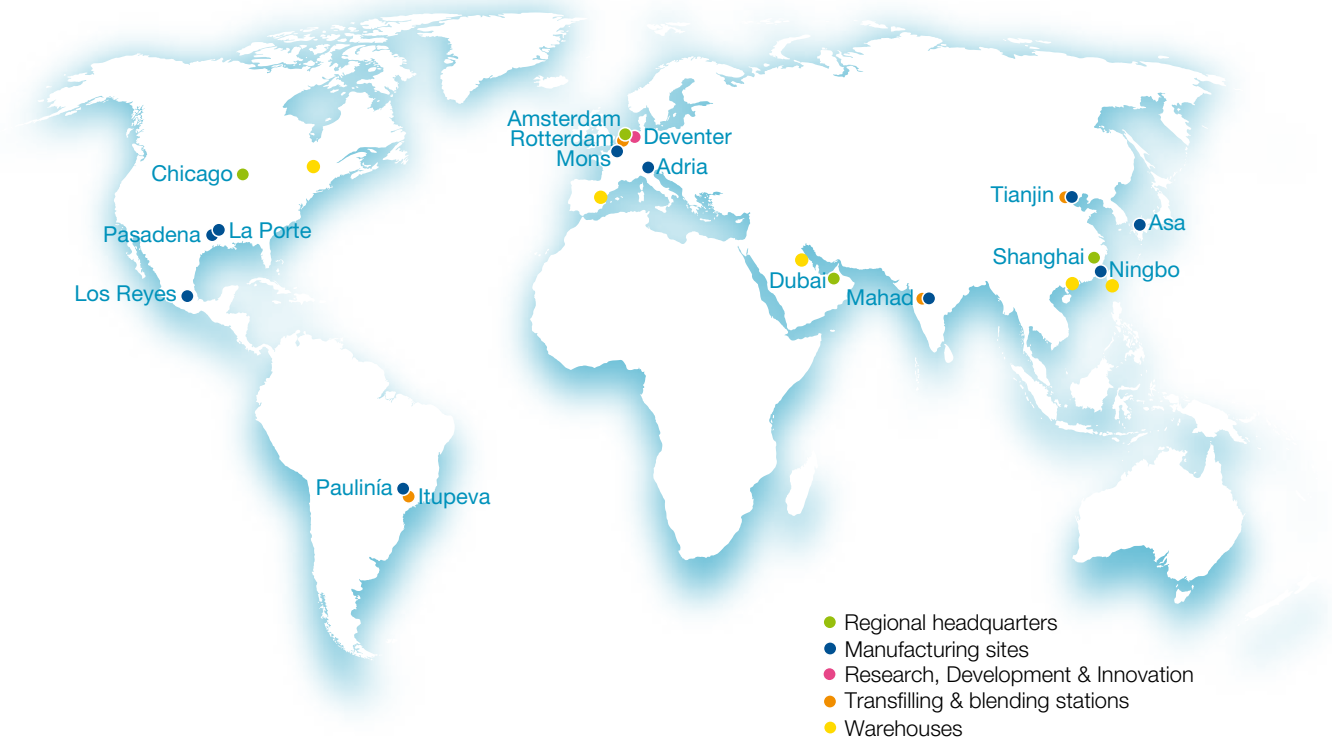 Amsterdam
Rotterdam
Deventer
Mons
Adria
Chicago
Pasadena
La Porte
Los Reyes
Tianjin
Asa
Shanghai
Ningbo
Dubai
Mahad
Paulinía
Itupeva
Regional headquarters
Manufacturing sites
Research, Development & Innovation
Transfilling & blending stations
Warehouses